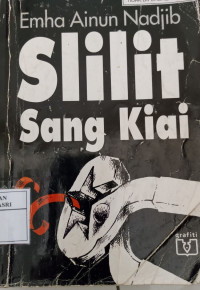 Emha Ainun Nadjib
Slilit
Sang Kiai
grafiti